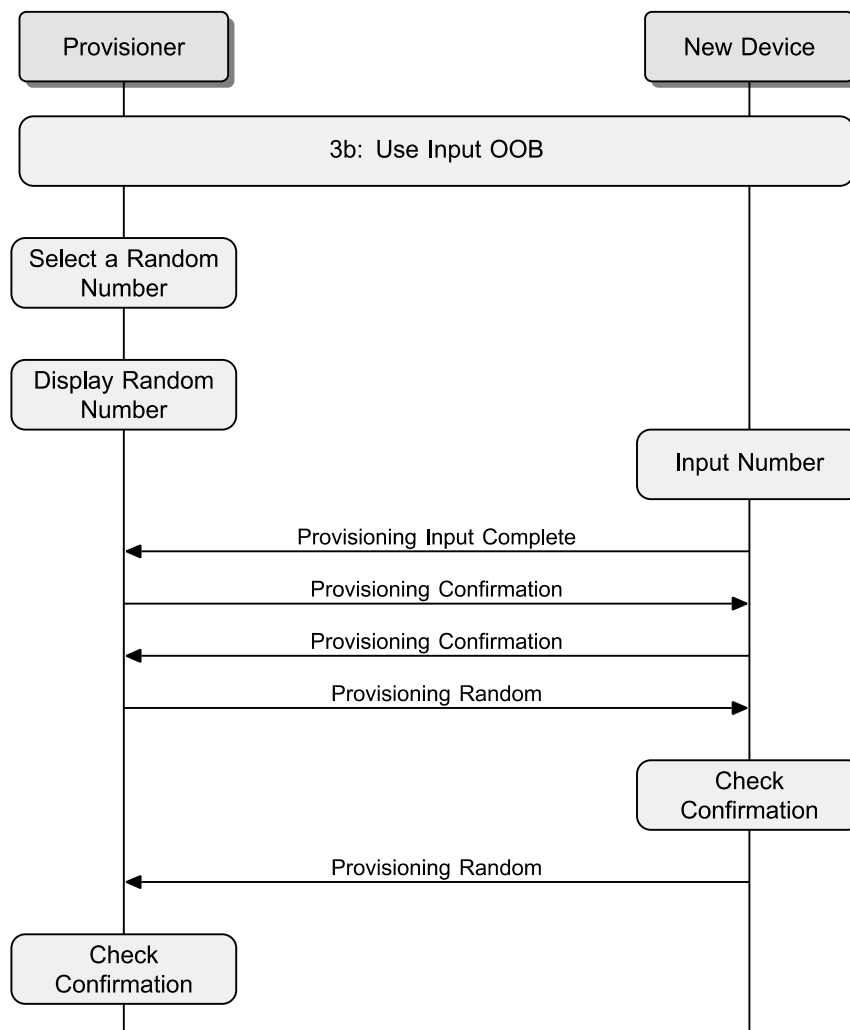 Provisioner
New Device
3b: Use Input OOB
Select a Random
Number
Display Random
Number
Input Number
Provisioning Input Complete
Provisioning Confirmation
Provisioning Confirmation
Provisioning Random
Check
Confirmation
Provisioning Random
Check
Confirmation